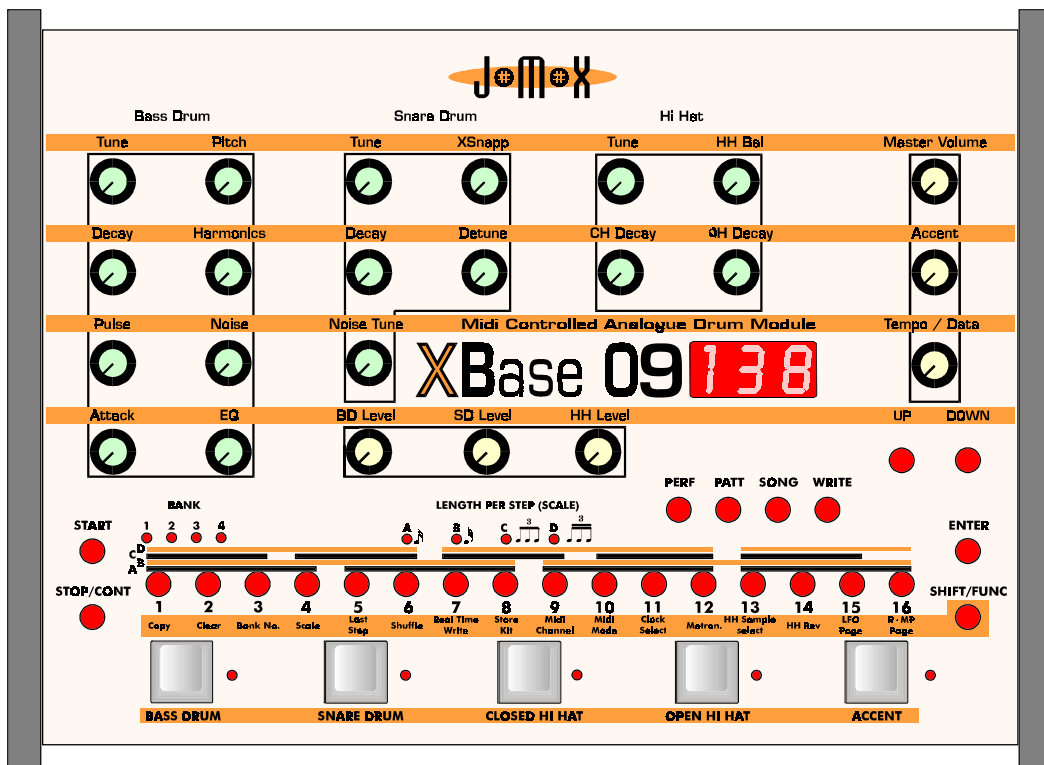 JoMoX
Bass Drum Snare Drum Hi Hat
Tune Pitch Tune XSnapp Tune HH Bal Master Volume
Decay Harmonics Decay Detune CH Decay OH Decay Accent
Pulse Noise Noise Tune Midi Controlled Analogue Drum Module Tempo / Data
XBase 09 138
Attack EQ BD Level SD Level HH Level UP DOWN
PERF PATT SONG WRITE
BANK LENGTH PER STEP (SCALE)
START 1 2 3 4 A B C 3 D 3 ENTER
D
C
B
A
STOP/CONT SHIFT/FUNC
1 2 3 4 5 6 7 8 9 10 11 12 13 14 15 16
Copy Clear Bank No. Scale Last Step Shuffle Real Time Write Store Kit Midi Channel Midi Mode Clock Select Metron. HH Sample select HH Rev LFO Page R·MP Page
BASS DRUM SNARE DRUM CLOSED HI HAT OPEN HI HAT ACCENT